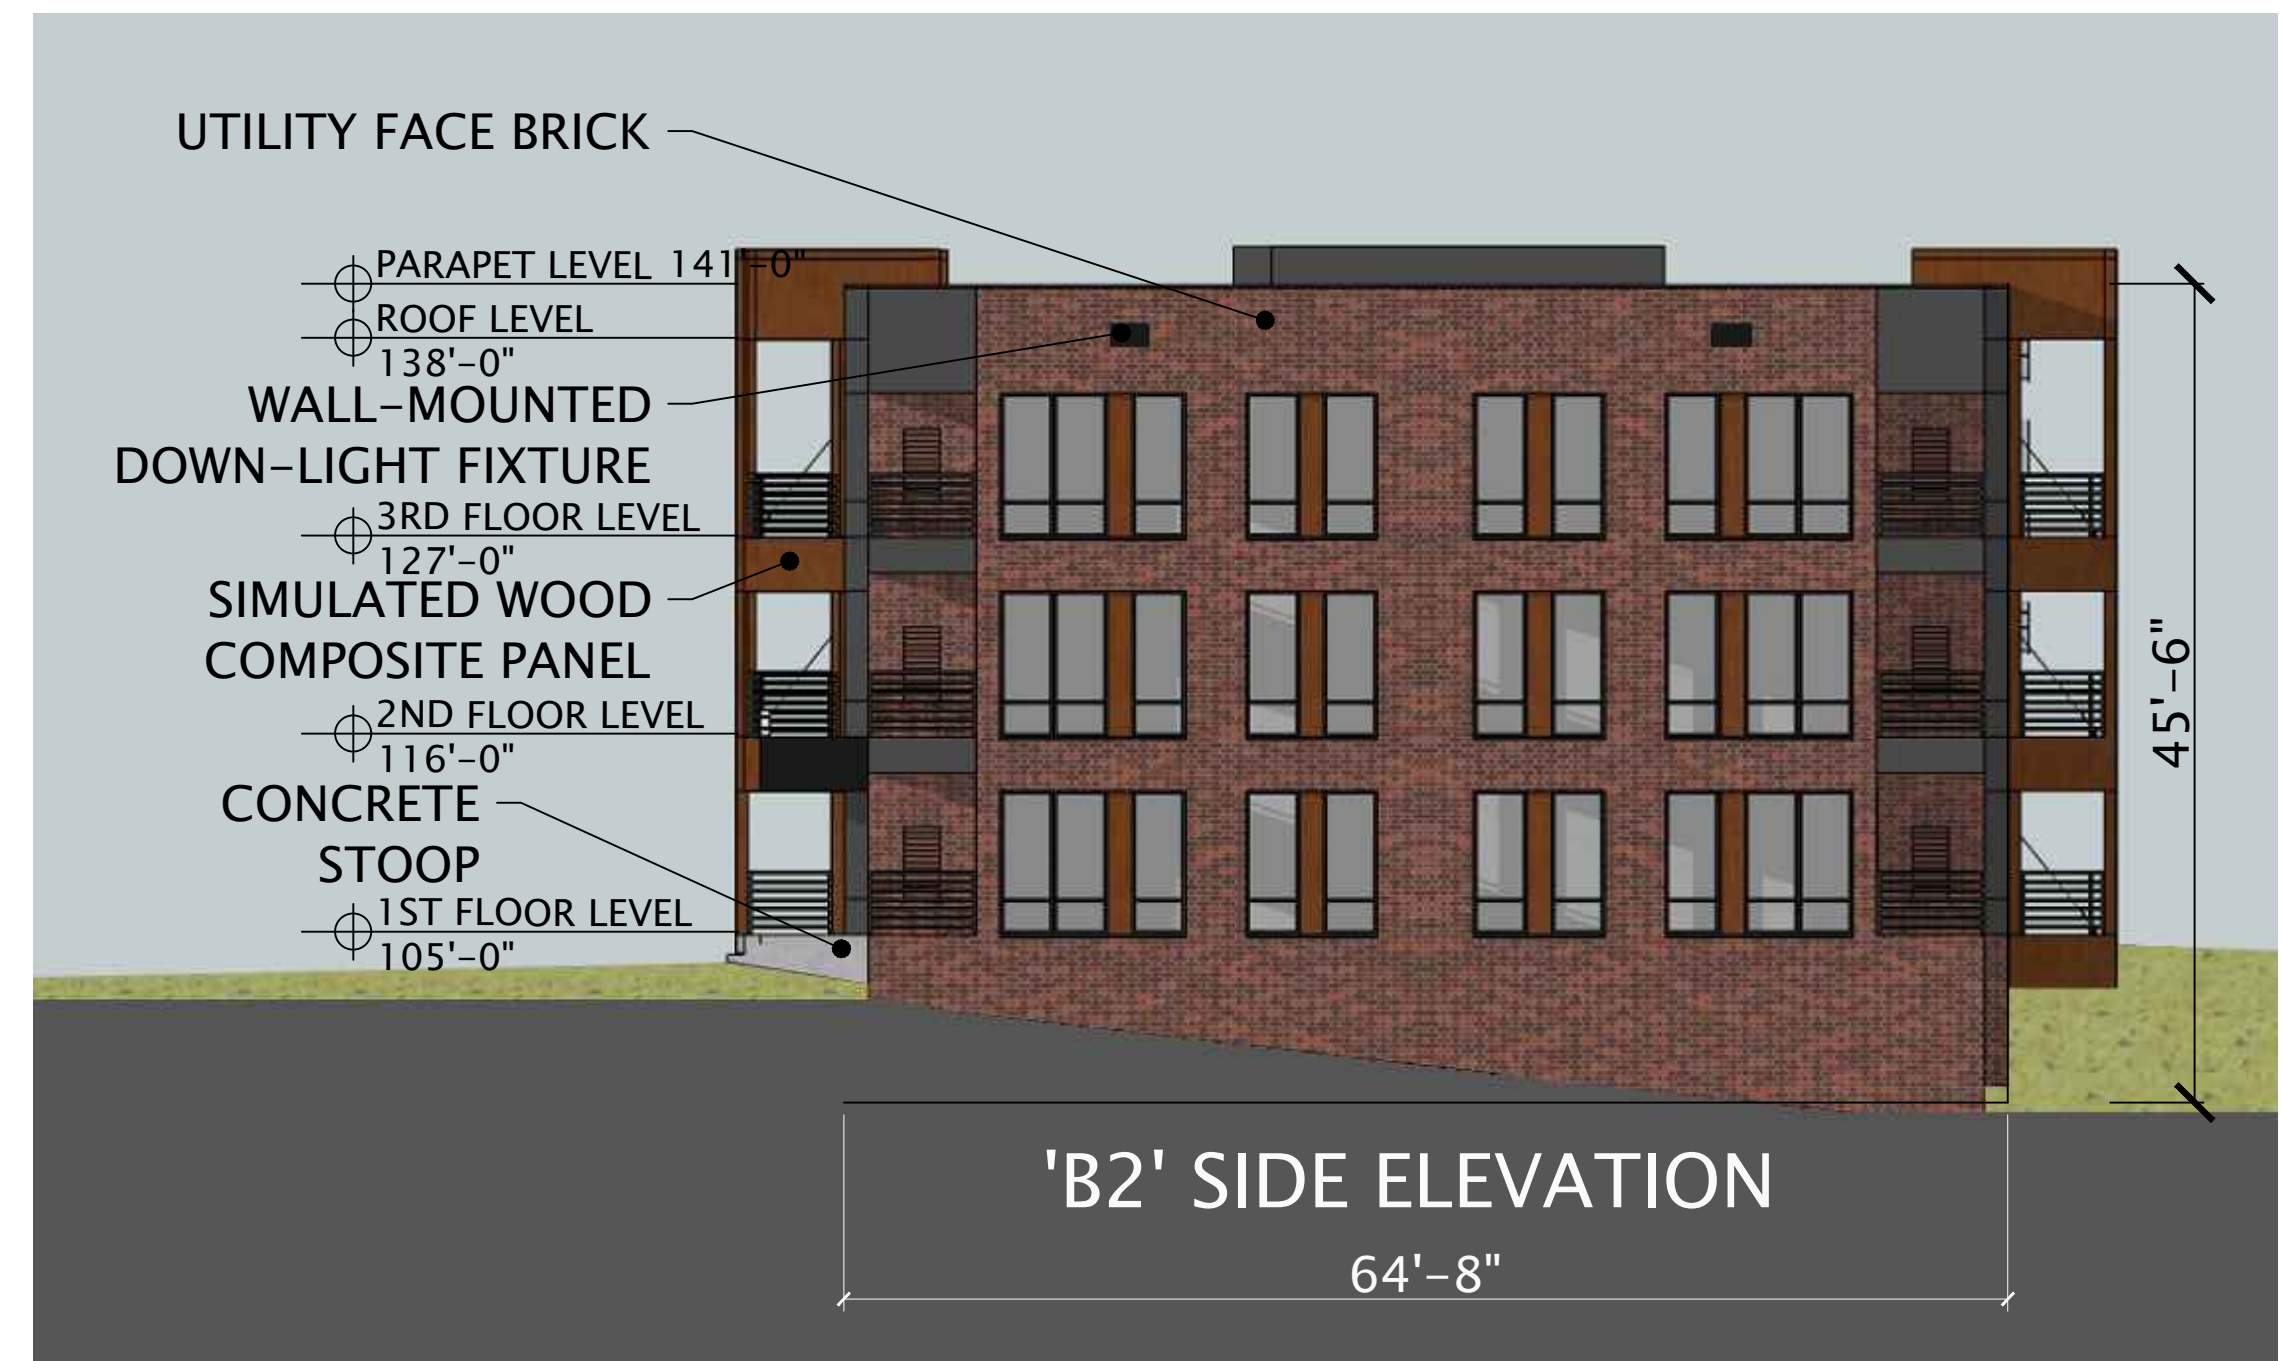 UTILITY FACE BRICK
PARAPET LEVEL 141'-0"
ROOF LEVEL
138'-0"
WALL-MOUNTED
DOWN-LIGHT FIXTURE
3RD FLOOR LEVEL
127'-0"
SIMULATED WOOD
COMPOSITE PANEL
2ND FLOOR LEVEL
116'-0"
CONCRETE
STOOP
1ST FLOOR LEVEL
105'-0"
45'-6"
'B2' SIDE ELEVATION
64'-8"